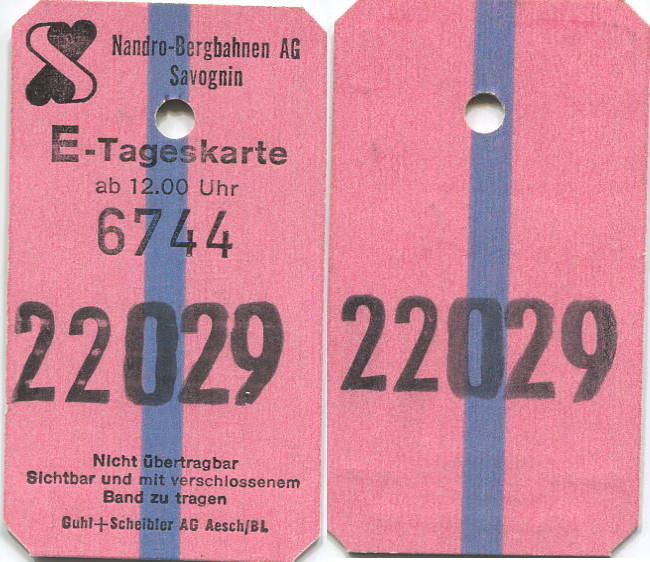 Nandro-Bergbahnen AG
Savognin
E-Tageskarte
ab 12.00 Uhr
6744
22029
Nicht übertragbar
Sichtbar und mit verschlossenem
Band zu tragen
Guhl+Scheibler AG Aesch/BL
22029